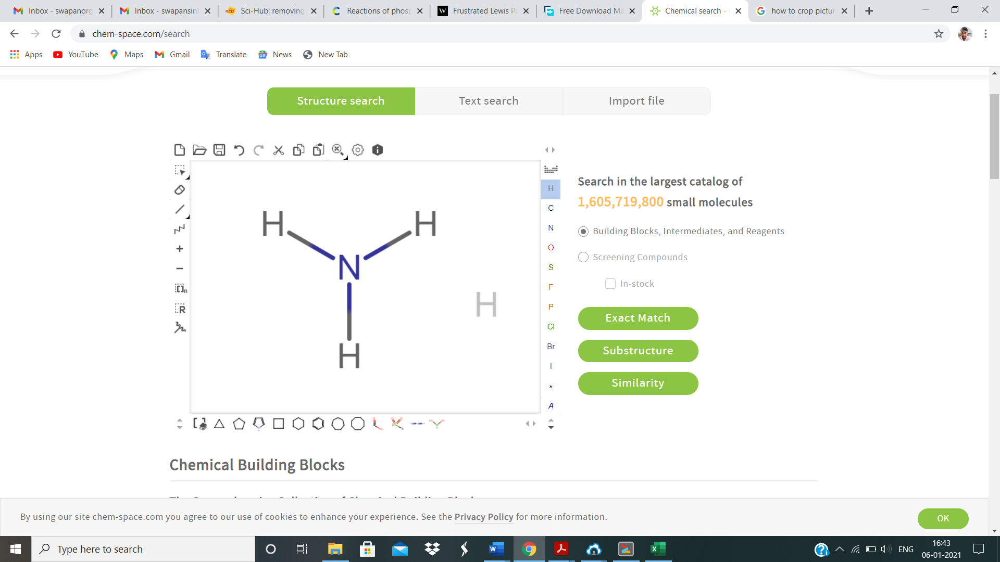 Inbox - swapanorg
Inbox - swapansinh
Sci-Hub: removing
Reactions of phosp
Frustrated Lewis Pa
Free Download Ma
Chemical search -
how to crop pictur
chem-space.com/search
Apps
YouTube
Maps
Gmail
Translate
News
New Tab
Structure search
Text search
Import file
H
C
N
O
S
F
P
Cl
Br
I
*
A
H
H
N
H
H
R
n
Search in the largest catalog of
1,605,719,800 small molecules
Building Blocks, Intermediates, and Reagents
Screening Compounds
In-stock
Exact Match
Substructure
Similarity
Chemical Building Blocks
By using our site chem-space.com you agree to our use of cookies to enhance your experience. See the Privacy Policy for more information.
OK
Type here to search
ENG
16:43
06-01-2021